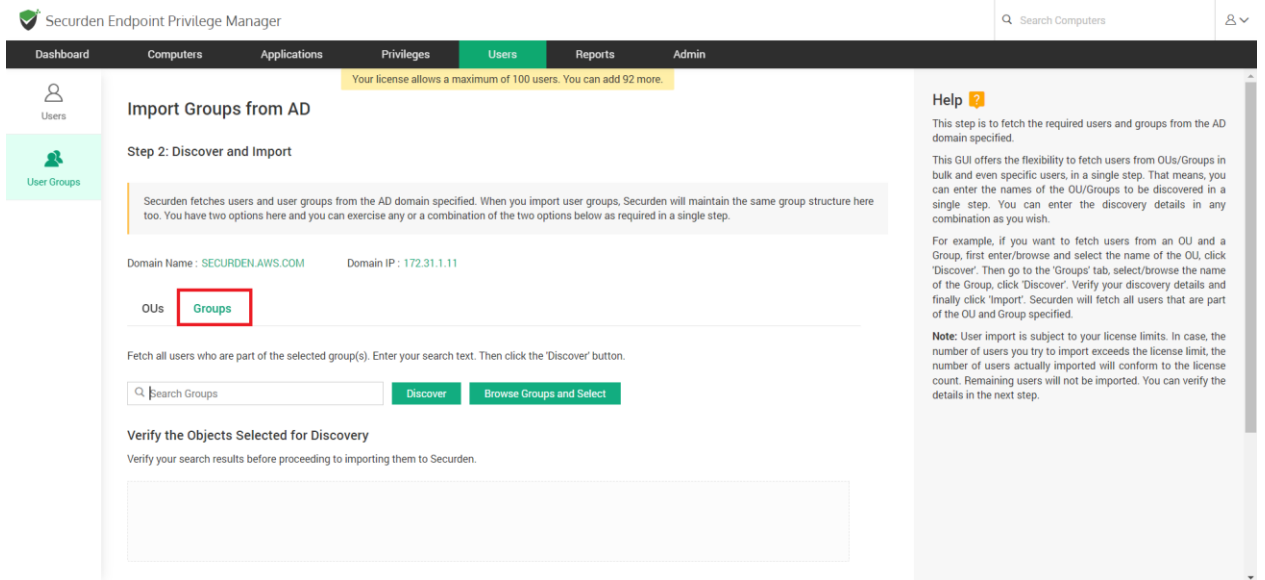 Securden Endpoint Privilege Manager
Search Computers
Dashboard
Computers
Applications
Privileges
Users
Reports
Admin
Your license allows a maximum of 100 users. You can add 92 more.
Users
User Groups
Import Groups from AD
Step 2: Discover and Import
Securden fetches users and user groups from the AD domain specified. When you import user groups, Securden will maintain the same group structure here
too. You have two options here and you can exercise any or a combination of the two options below as required in a single step.
Domain Name : SECURDEN.AWS.COM
Domain IP : 172.31.1.11
OUs
Groups
Fetch all users who are part of the selected group(s). Enter your search text. Then click the 'Discover' button.
Search Groups
Discover
Browse Groups and Select
Verify the Objects Selected for Discovery
Verify your search results before proceeding to importing them to Securden.
Help ?
This step is to fetch the required users and groups from the AD
domain specified.
This GUI offers the flexibility to fetch users from OUs/Groups in
bulk and even specific users, in a single step. That means, you
can enter the names of the OU/Groups to be discovered in a
single step. You can enter the discovery details in any
combination as you wish.
For example, if you want to fetch users from an OU and a
Group, first enter/browse and select the name of the OU, click
'Discover'. Then go to the 'Groups' tab, select/browse the name
of the Group, click 'Discover'. Verify your discovery details and
finally click 'Import'. Securden will fetch all users that are part
of the OU and Group specified.
Note: User import is subject to your license limits. In case, the
number of users you try to import exceeds the license limit, the
number of users actually imported will conform to the license
count. Remaining users will not be imported. You can verify the
details in the next step.